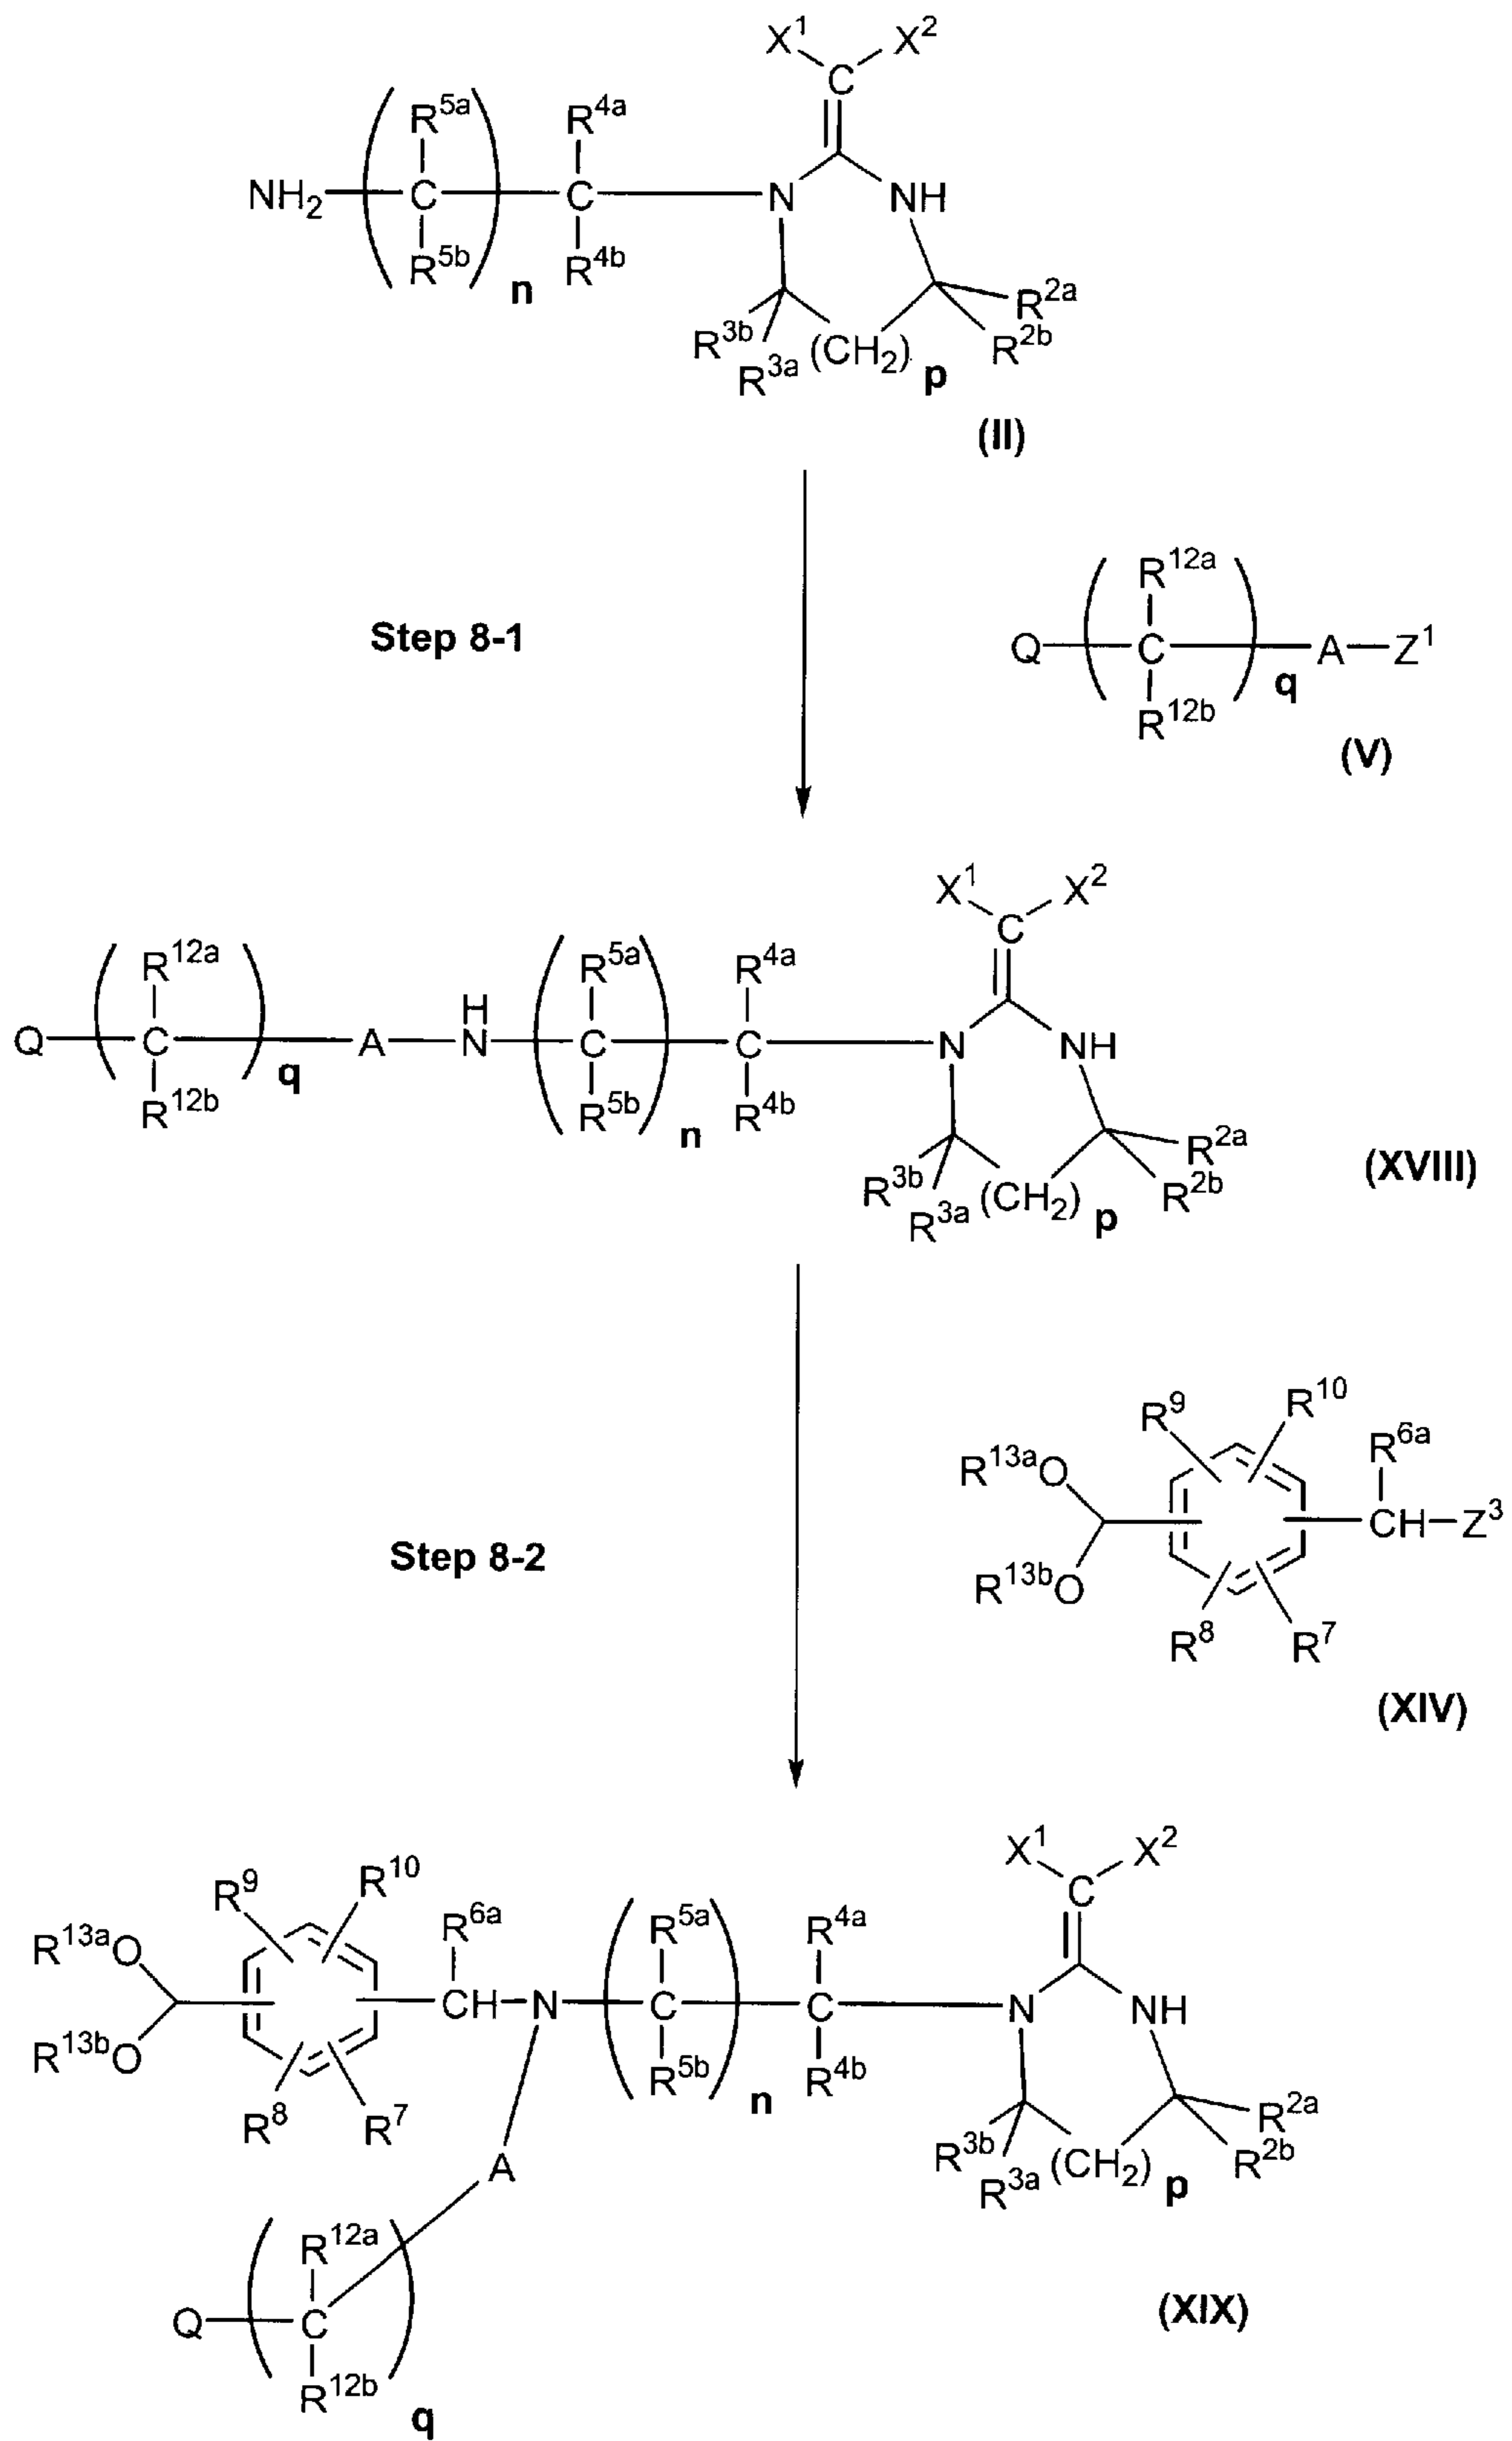 X¹ X²
C
R⁵ᵃ R⁴ᵃ
NH₂ C C N NH
R⁵ᵇ R⁴ᵇ
n
R²ᵃ
R³ᵇ R²ᵇ
R³ᵃ (CH₂) p
(II)
R¹²ᵃ
Step 8-1
Q C A Z¹
q
R¹²ᵇ
(V)
X¹ X²
C
R¹²ᵃ R⁵ᵃ R⁴ᵃ
H
Q C A N C C N NH
q
R¹²ᵇ R⁵ᵇ R⁴ᵇ
n
R²ᵃ
(XVIII)
R³ᵇ R²ᵇ
R³ᵃ (CH₂) p
R⁹ R¹⁰
R⁶ᵃ
R¹³ᵃO
CH Z³
Step 8-2
R¹³ᵇO
R⁸ R⁷
(XIV)
X¹ X²
C
R⁹ R¹⁰
R⁶ᵃ R⁵ᵃ R⁴ᵃ
R¹³ᵃO
CH N C C N NH
R¹³ᵇO
R⁵ᵇ R⁴ᵇ
n
R⁸ R⁷
R²ᵃ
R³ᵇ R²ᵇ
R³ᵃ (CH₂) p
A
R¹²ᵃ
Q C
(XIX)
R¹²ᵇ
q